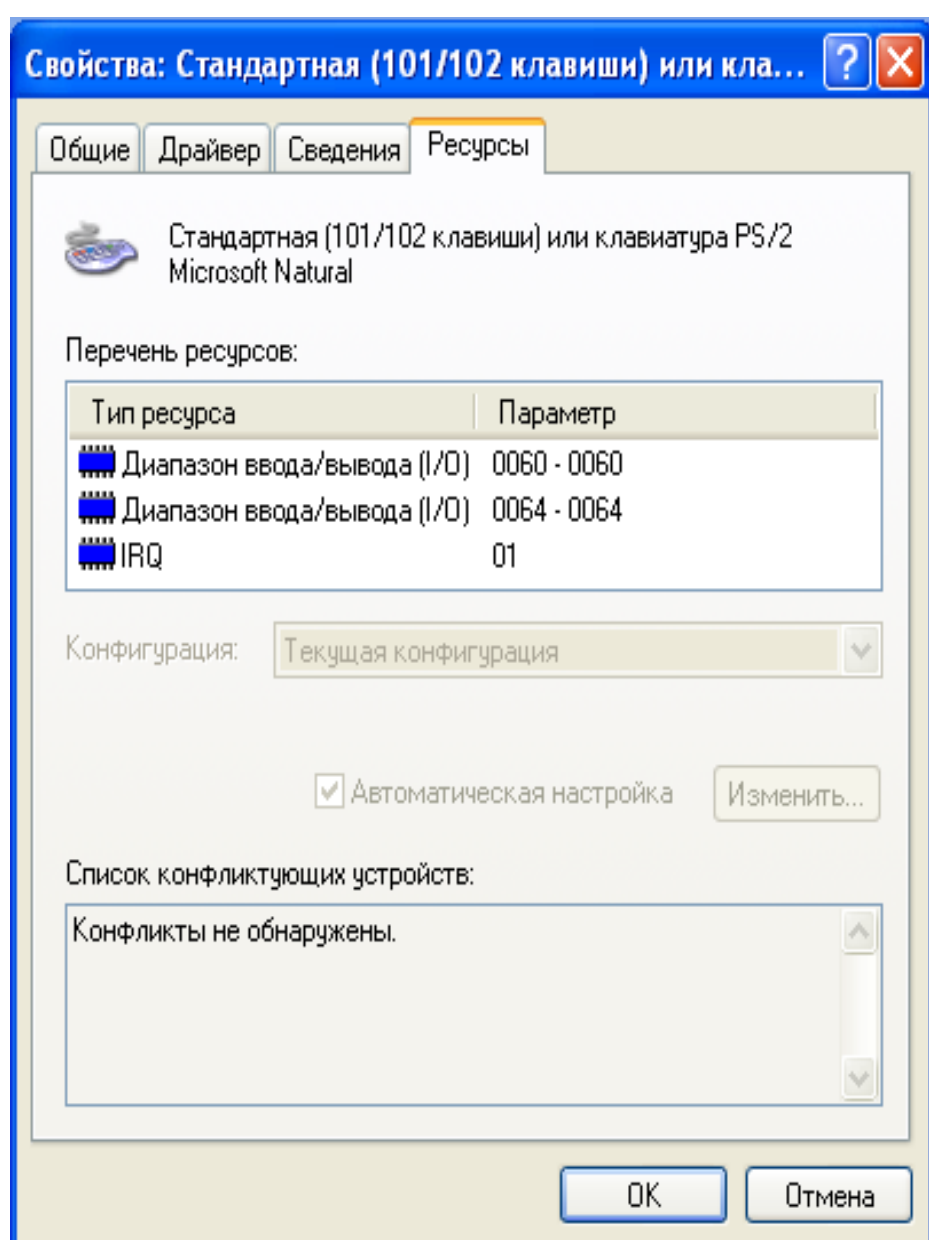 Свойства: Стандартная (101/102 клавиши) или кла...
Общие Драйвер Сведения Ресурсы
Стандартная (101/102 клавиши) или клавиатура PS/2
Microsoft Natural
Перечень ресурсов:
Тип ресурса Параметр
Диапазон ввода/вывода (I/O) 0060 - 0060
Диапазон ввода/вывода (I/O) 0064 - 0064
IRQ 01
Конфигурация: Текущая конфигурация
Автоматическая настройка Изменить...
Список конфликтующих устройств:
Конфликты не обнаружены.
OK Отмена